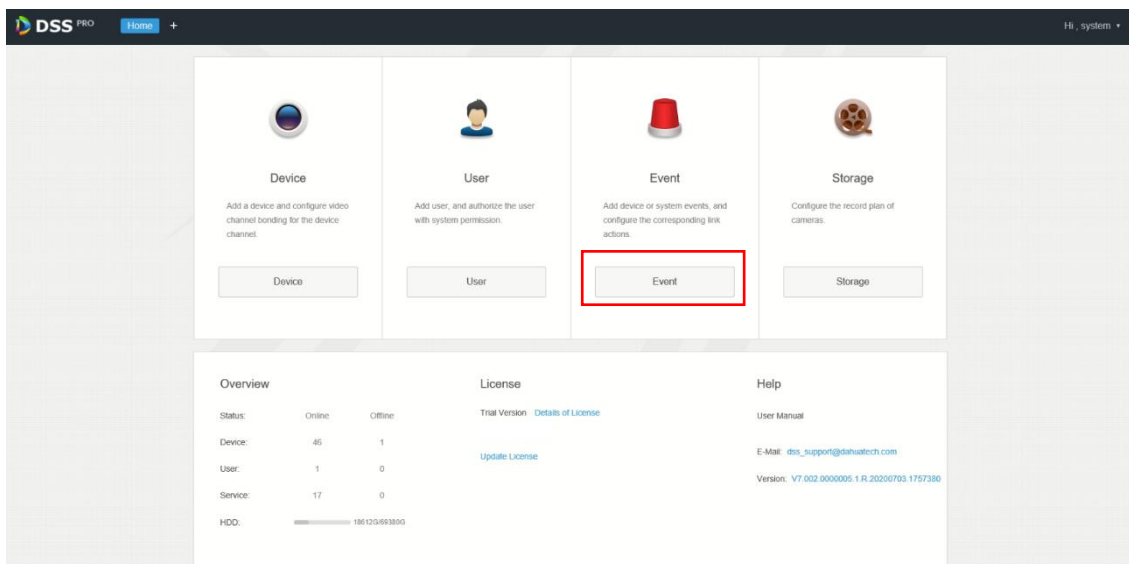 DSS PRO Home + Hi , system
Device
Add a device and configure video
channel bonding for the device
channel.
Device
User
Add user, and authorize the user
with system permission.
User
Event
Add device or system events, and
configure the corresponding link
actions.
Event
Storage
Configure the record plan of
cameras.
Storage
Overview
Status: Online Offline
Device: 46 1
User: 1 0
Service: 17 0
HDD: 18612G/69380G
License
Trial Version Details of License
Update License
Help
User Manual
E-Mail: dss_support@dahuatech.com
Version: V7.002.0000005.1.R.20200703.1757380